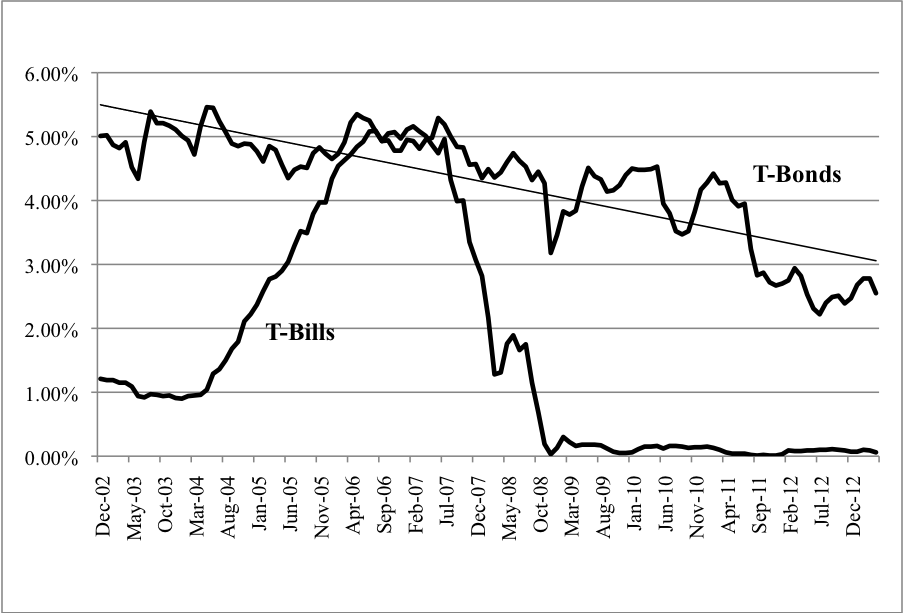 6.00%
5.00%
4.00%
3.00%
2.00%
1.00%
0.00%
T-Bonds
T-Bills
Dec-02
May-03
Oct-03
Mar-04
Aug-04
Jan-05
Jun-05
Nov-05
Apr-06
Sep-06
Feb-07
Jul-07
Dec-07
May-08
Oct-08
Mar-09
Aug-09
Jan-10
Jun-10
Nov-10
Apr-11
Sep-11
Feb-12
Jul-12
Dec-12